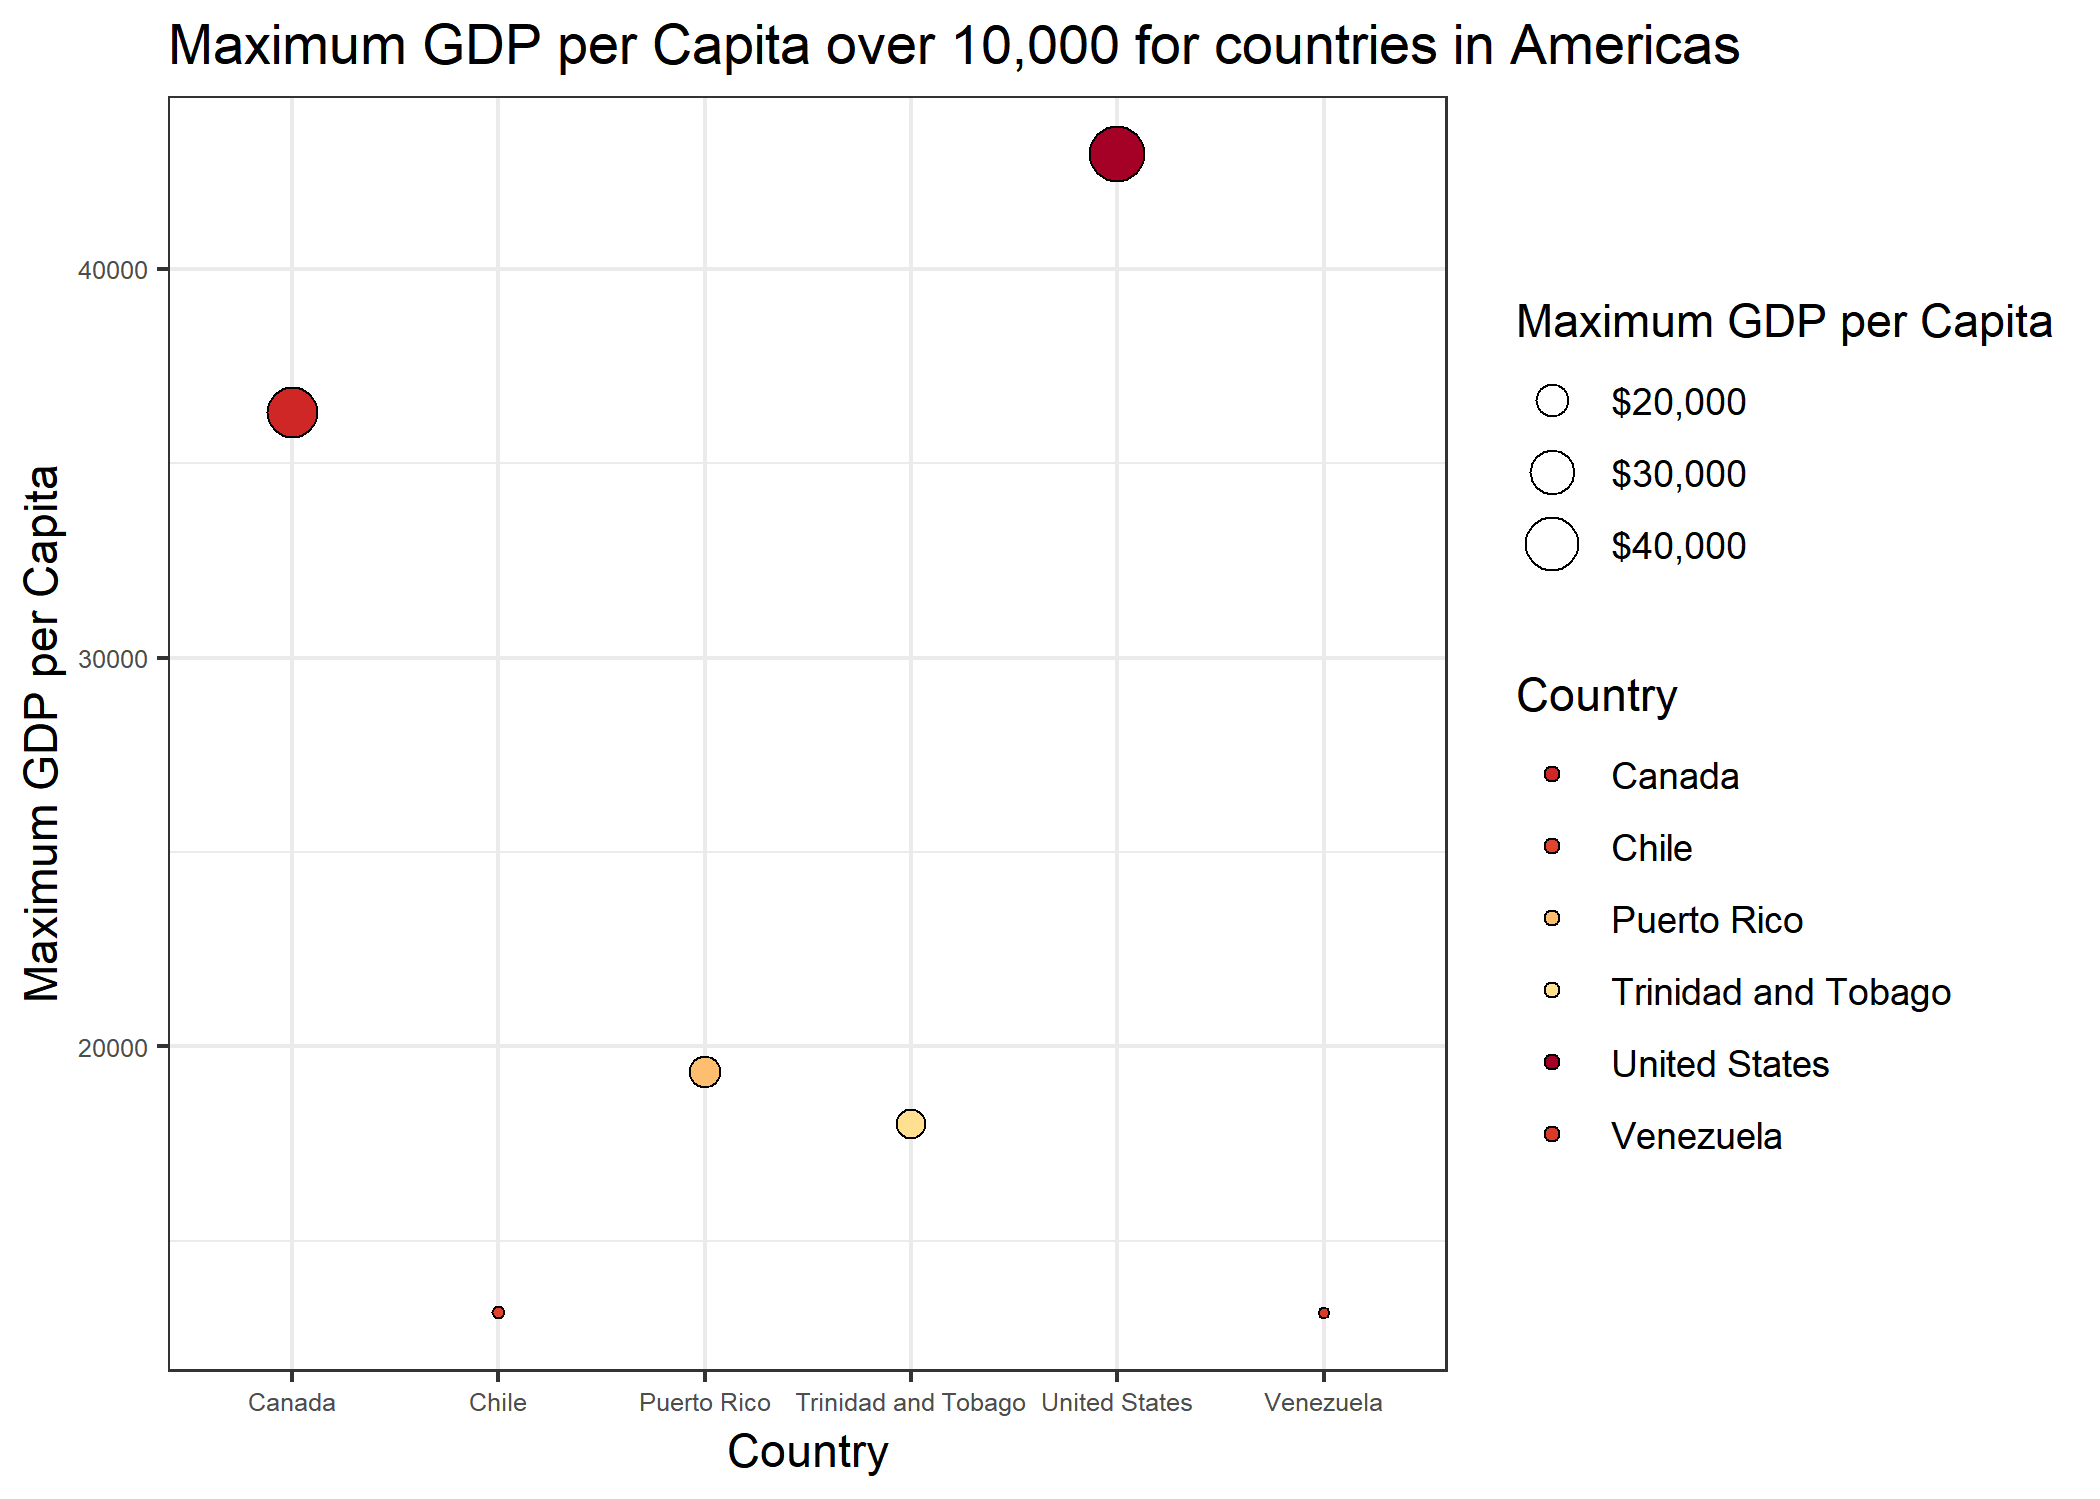 Maximum GDP per Capita over 10,000 for countries in Americas
Maximum GDP per Capita
40000
30000
20000
Canada
Chile
Puerto Rico
Trinidad and Tobago
United States
Venezuela
Country
Maximum GDP per Capita
$20,000
$30,000
$40,000
Country
Canada
Chile
Puerto Rico
Trinidad and Tobago
United States
Venezuela